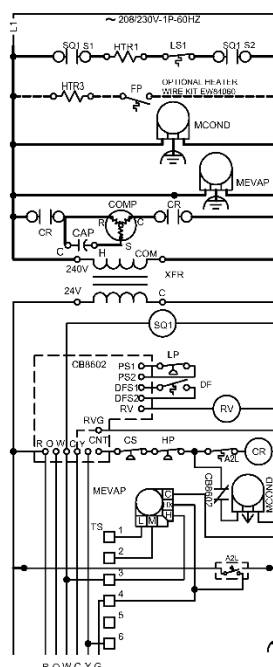 ~ 208/230V-1P-60HZ
L1
SQ1 S1 HTR1 LS1 SQ1 S2
HTR3 FP OPTIONAL HEATER
WIRE KIT EW84060
MCOND
MEVAP
CR COMP CR
R C
S
CAP
C H COM
240V XFR
24V C
SQ1
CB8602
PS1 LP
PS2
DFS1 DF
DFS2
RV RV
RVG
R O W C Y CNT CS HP A2L CR
CB8602
MCOND
MEVAP
C
H
L M
TS 1
2
3 A2L
4
5
6
R O W C Y G